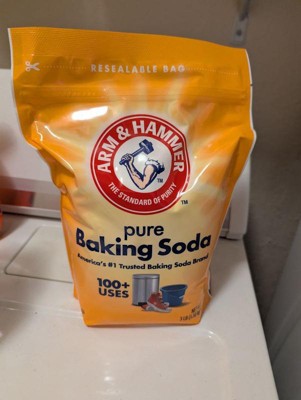 RESEALABLE BAG
ARM & HAMMER
THE STANDARD OF PURITY
TM
TM
pure
Baking Soda
America's #1 Trusted Baking Soda Brand
100+
USES